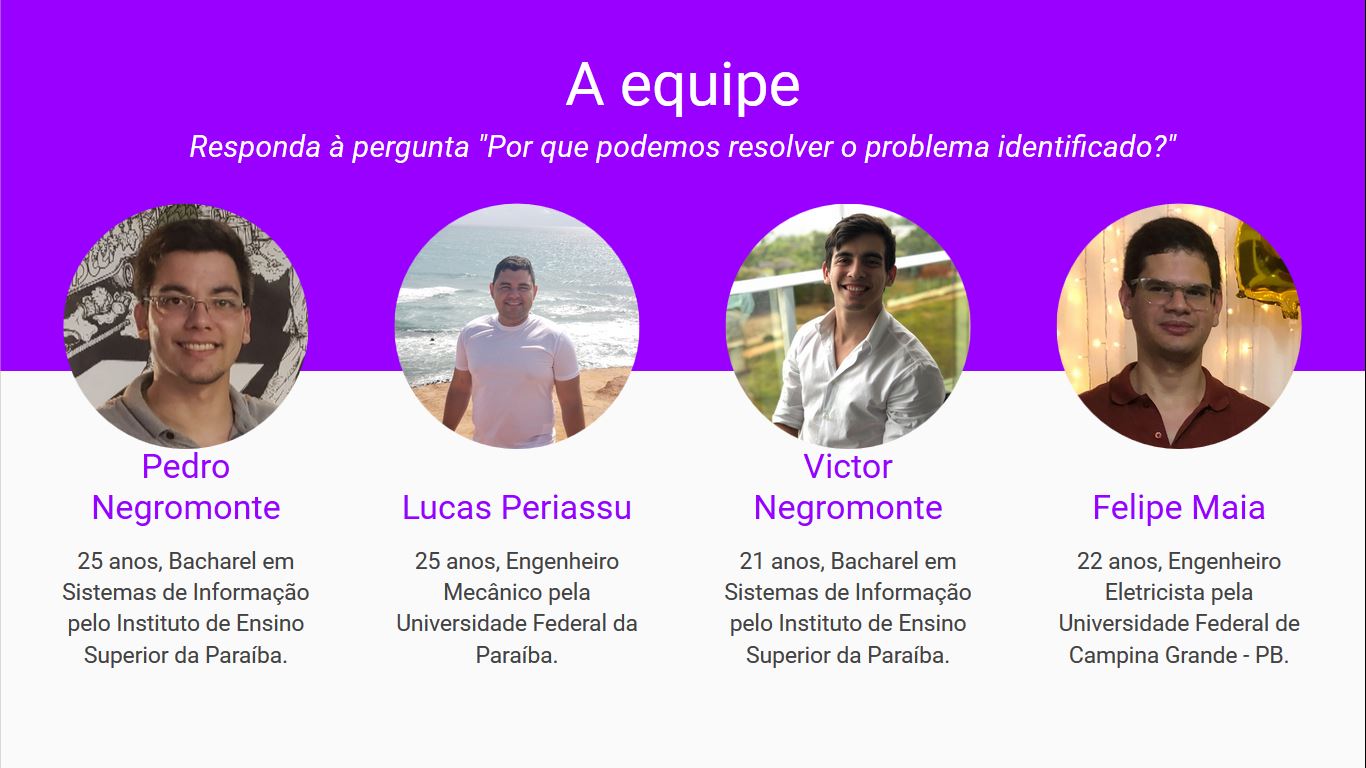 A equipe
Responda à pergunta "Por que podemos resolver o problema identificado?"
Pedro
Negromonte
25 anos, Bacharel em
Sistemas de Informação
pelo Instituto de Ensino
Superior da Paraíba.
Lucas Periassu
25 anos, Engenheiro
Mecânico pela
Universidade Federal da
Paraíba.
Victor
Negromonte
21 anos, Bacharel em
Sistemas de Informação
pelo Instituto de Ensino
Superior da Paraíba.
Felipe Maia
22 anos, Engenheiro
Eletricista pela
Universidade Federal de
Campina Grande - PB.